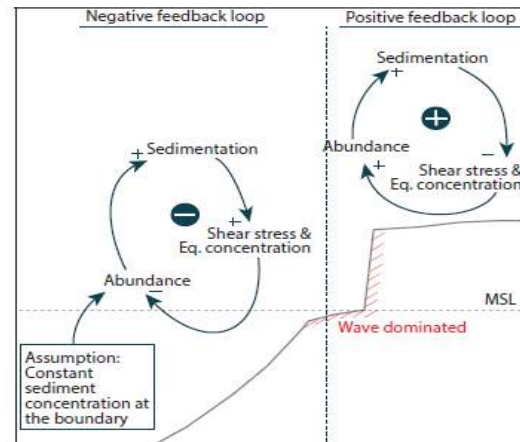 Negative feedback loop
Positive feedback loop
Sedimentation
+
Abundance
+
+
−
Shear stress &
Eq. concentration
+
Sedimentation
−
+
Shear stress &
Eq. concentration
Abundance
−
MSL
Wave dominated
Assumption:
Constant
sediment
concentration at
the boundary